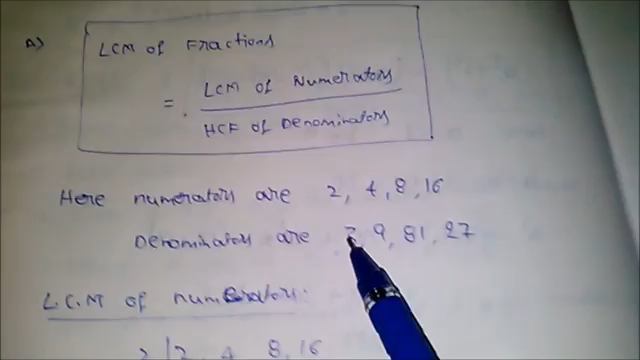 A)
LCM of Fractions
= LCM of Numerators
HCF of Denominators
Here numerators are 2, 4, 8, 16
Denominators are 3, 9, 81, 27
L.C.M of numerators:
2 | 2, 4 8, 16